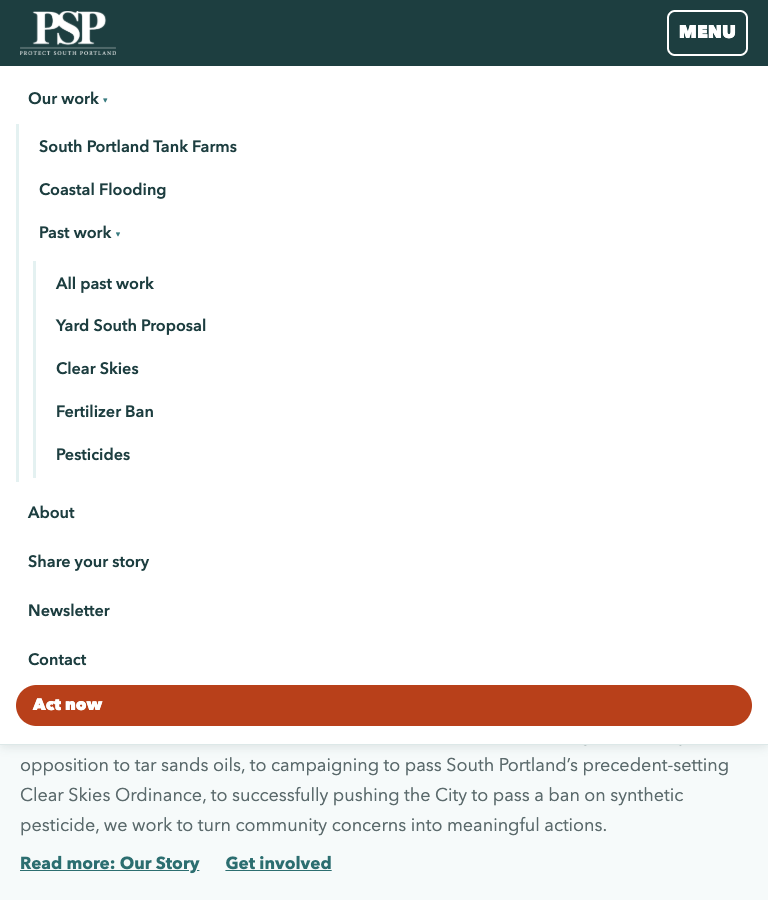 PSP
PROTECT SOUTH PORTLAND
MENU
Our work ▾
South Portland Tank Farms
Coastal Flooding
Past work ▾
All past work
Yard South Proposal
Clear Skies
Fertilizer Ban
Pesticides
About
Share your story
Newsletter
Contact
Act now
opposition to tar sands oils, to campaigning to pass South Portland’s precedent-setting
Clear Skies Ordinance, to successfully pushing the City to pass a ban on synthetic
pesticide, we work to turn community concerns into meaningful actions.
Read more: Our Story Get involved